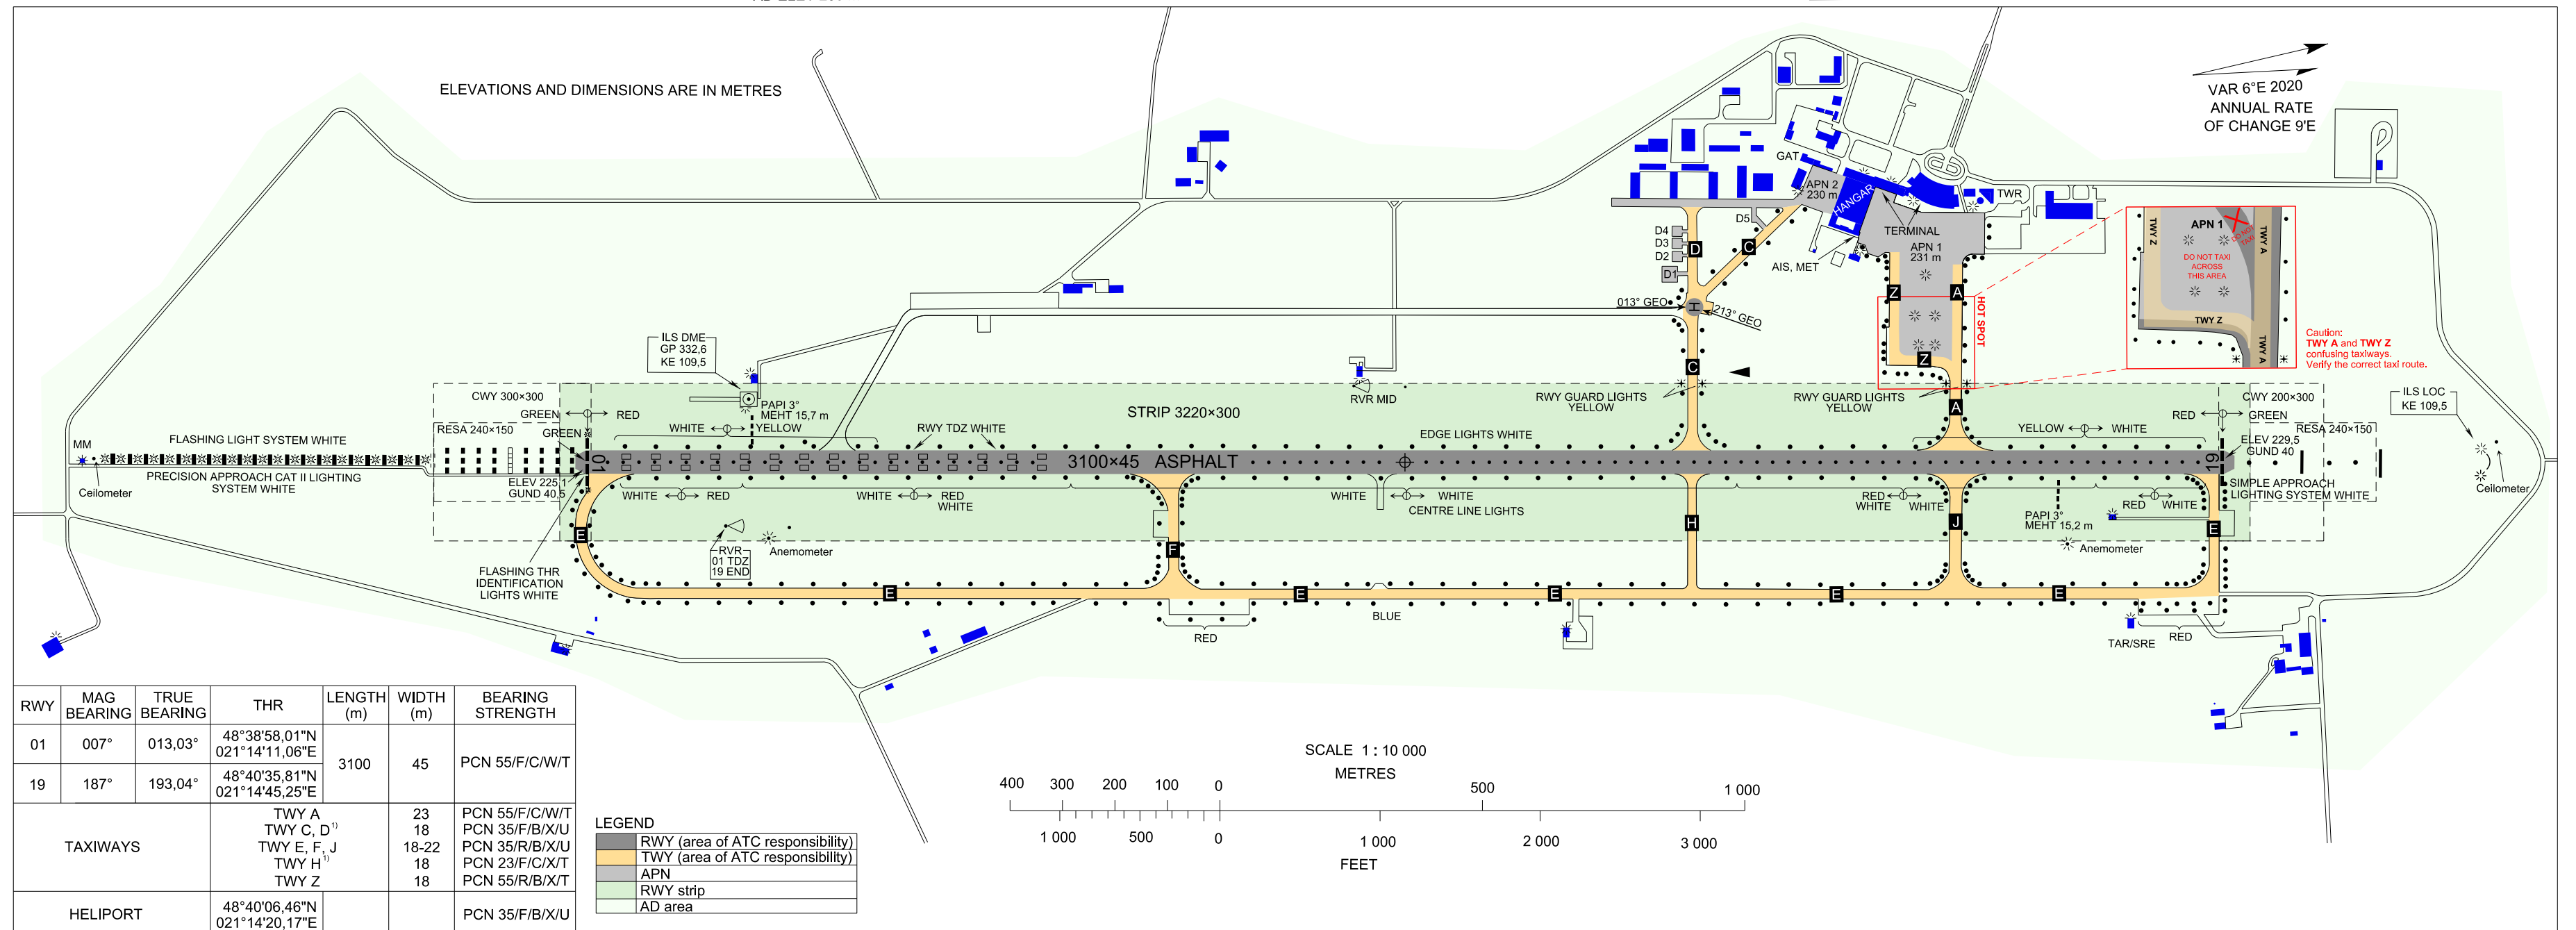 ELEVATIONS AND DIMENSIONS ARE IN METRES
VAR 6°E 2020
ANNUAL RATE
OF CHANGE 9'E
GAT
APN 2
230 m
HANGAR
TWR
TERMINAL
APN 1
231 m
AIS, MET
D5
D4
D3
D2
D1
D
C
013° GEO
H
213° GEO
Z
A
HOT SPOT
Z
C
A
TWY Z
APN 1
DO NOT
TAXI
TWY A
DO NOT TAXI
ACROSS
THIS AREA
TWY Z
TWY A
Caution:
TWY A and TWY Z
confusing taxiways.
Verify the correct taxi route.
ILS DME
GP 332,6
KE 109,5
PAPI 3°
MEHT 15,7 m
RVR MID
STRIP 3220×300
RWY GUARD LIGHTS
YELLOW
RWY GUARD LIGHTS
YELLOW
ILS LOC
KE 109,5
CWY 300×300
GREEN
RED
RESA 240×150
GREEN
WHITE
YELLOW
RWY TDZ WHITE
EDGE LIGHTS WHITE
YELLOW
WHITE
RED
GREEN
CWY 200×300
RESA 240×150
ELEV 229,5
GUND 40
MM
Ceilometer
FLASHING LIGHT SYSTEM WHITE
PRECISION APPROACH CAT II LIGHTING
SYSTEM WHITE
01
3100×45 ASPHALT
19
ELEV 225,1
GUND 40,5
WHITE
RED
WHITE
RED
WHITE
WHITE
WHITE
CENTRE LINE LIGHTS
RED
WHITE
WHITE
RED
WHITE
SIMPLE APPROACH
LIGHTING SYSTEM WHITE
Ceilometer
PAPI 3°
MEHT 15,2 m
E
RVR
01 TDZ
19 END
Anemometer
F
H
J
E
Anemometer
FLASHING THR
IDENTIFICATION
LIGHTS WHITE
E
E
E
E
E
RED
BLUE
TAR/SRE
RED
RWY
MAG
BEARING
TRUE
BEARING
THR
LENGTH
(m)
WIDTH
(m)
BEARING
STRENGTH
01
007°
013,03°
48°38'58,01"N
021°14'11,06"E
3100
45
PCN 55/F/C/W/T
19
187°
193,04°
48°40'35,81"N
021°14'45,25"E
TAXIWAYS
TWY A 23 PCN 55/F/C/W/T
TWY C, D1) 18 PCN 35/F/B/X/U
TWY E, F, J 18-22 PCN 35/R/B/X/U
TWY H1) 18 PCN 23/F/C/X/T
TWY Z 18 PCN 55/R/B/X/T
HELIPORT
48°40'06,46"N
021°14'20,17"E
PCN 35/F/B/X/U
LEGEND
RWY (area of ATC responsibility)
TWY (area of ATC responsibility)
APN
RWY strip
AD area
SCALE 1 : 10 000
METRES
400 300 200 100 0 500 1 000
1 000 500 0 1 000 2 000 3 000
FEET